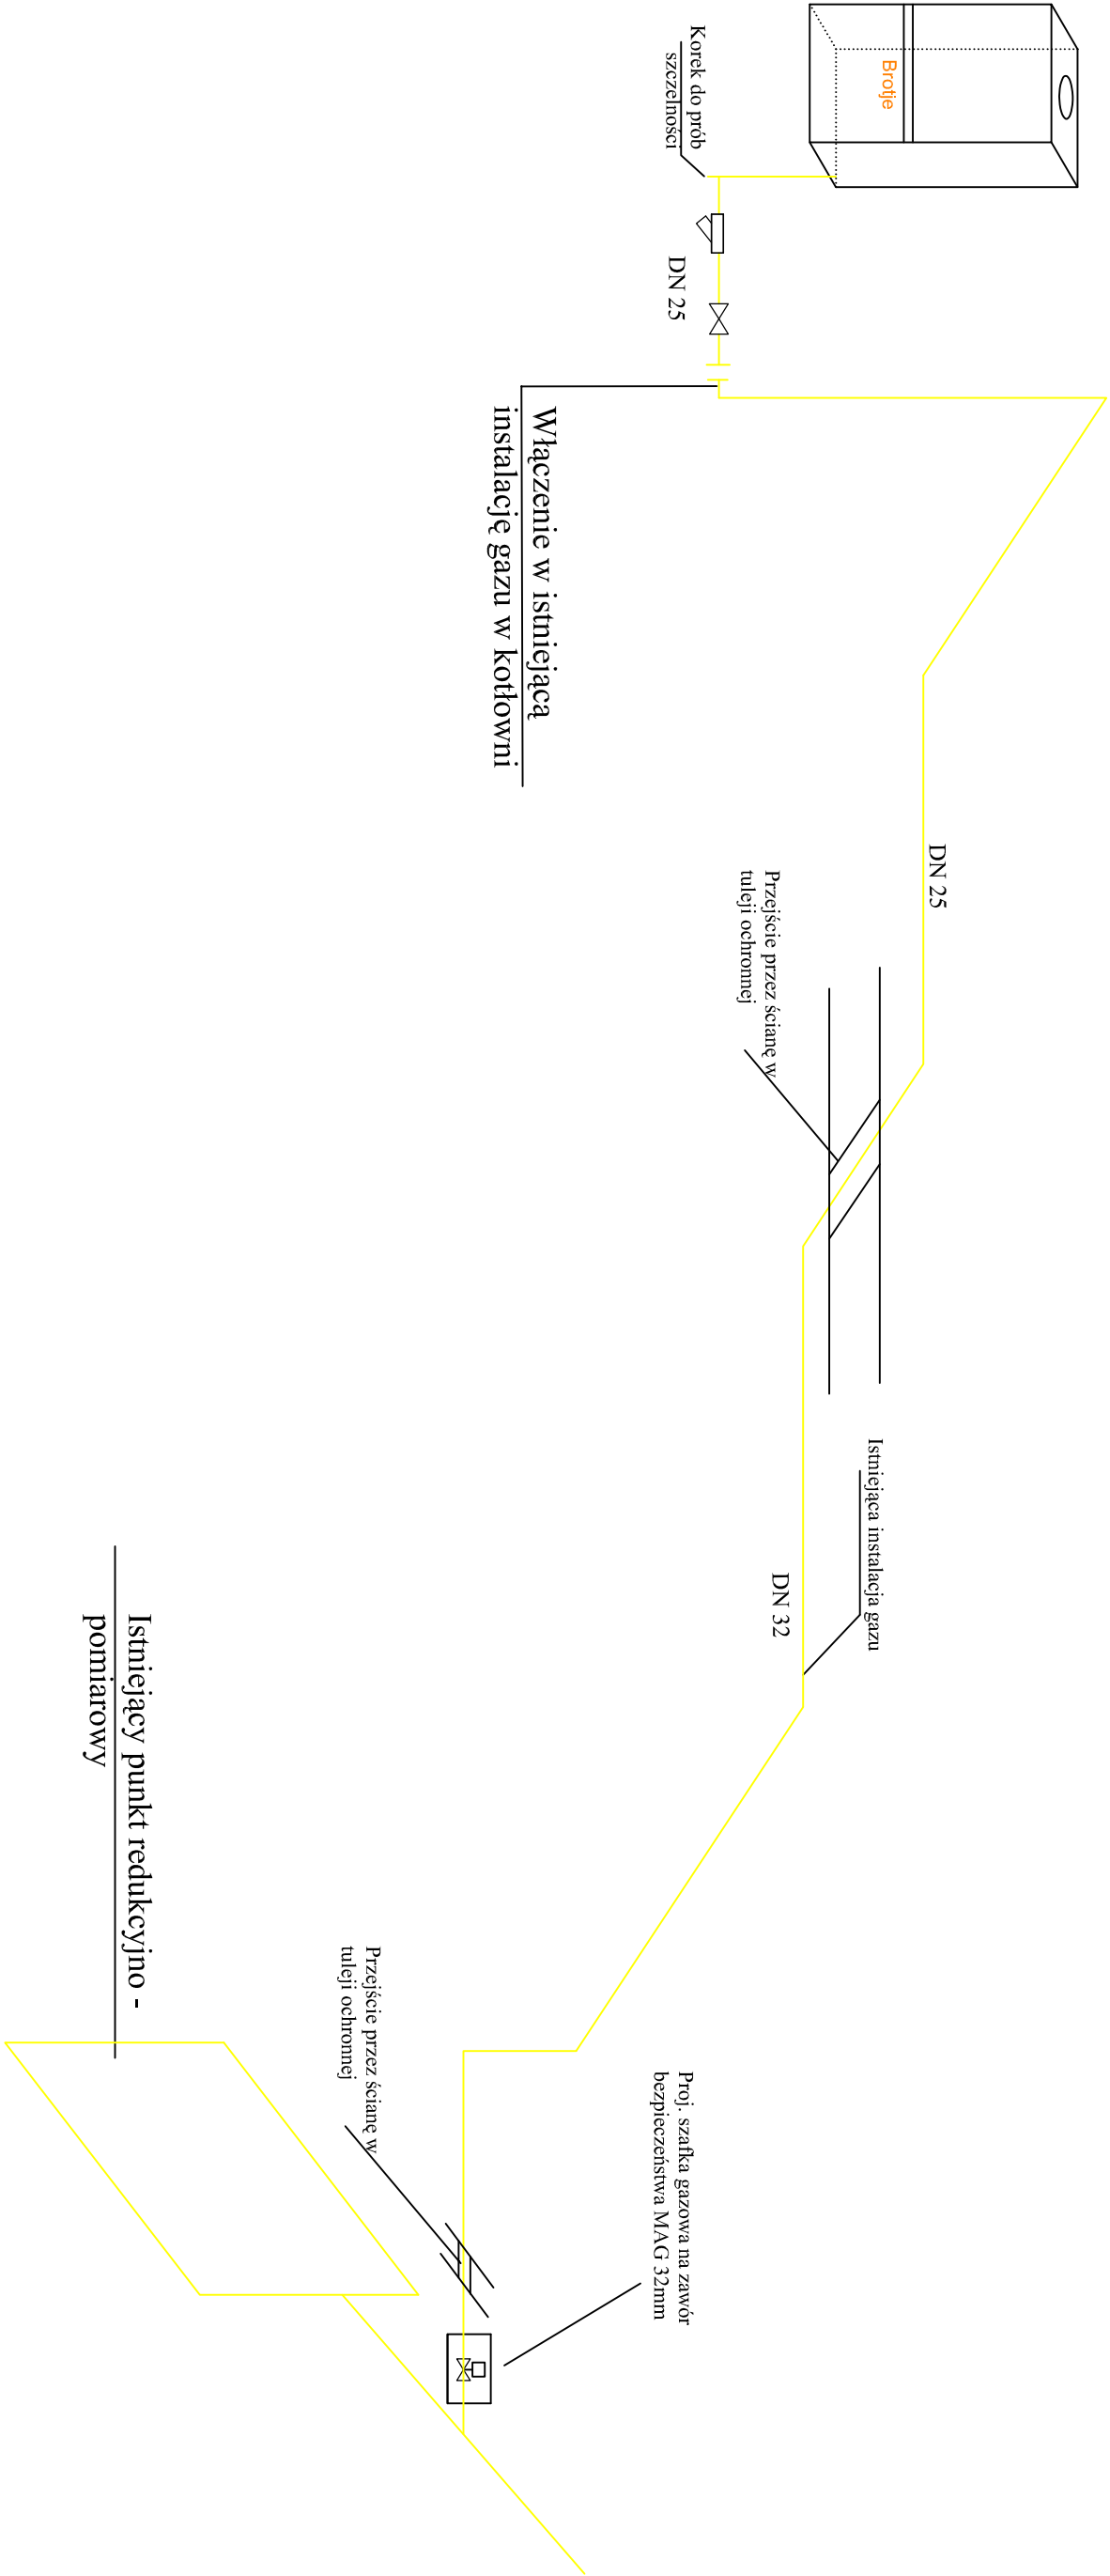 Brotje
Korek do prób
szczelności
DN 25
Włączenie w istniejącą
instalację gazu w kotłowni
DN 25
Przejście przez ścianę w
tuleji ochronnej
Istniejąca instalacja gazu
DN 32
Istniejący punkt redukcyjno -
pomiarowy
Przejście przez ścianę w
tuleji ochronnej
Proj. szafka gazowa na zawór
bezpieczeństwa MAG 32mm